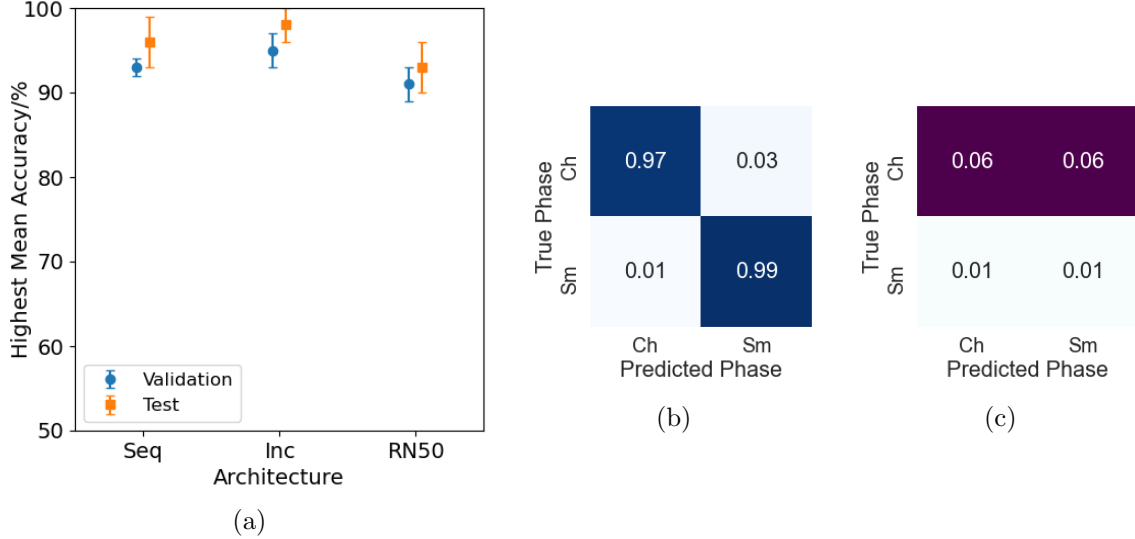 Highest Mean Accuracy/%
100
90
80
70
60
50
Validation
Test
Seq Inc RN50
Architecture
(a)
True Phase
Ch
Sm
0.97 0.03
0.01 0.99
Ch Sm
Predicted Phase
(b)
True Phase
Ch
Sm
0.06 0.06
0.01 0.01
Ch Sm
Predicted Phase
(c)